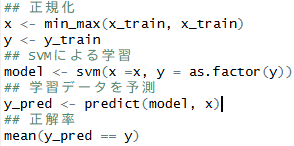 ## 正規化
x <- min_max(x_train, x_train)
y <- y_train
## SVMによる学習
model <- svm(x =x, y = as.factor(y))
## 学習データを予測
y_pred <- predict(model, x)
## 正解率
mean(y_pred == y)